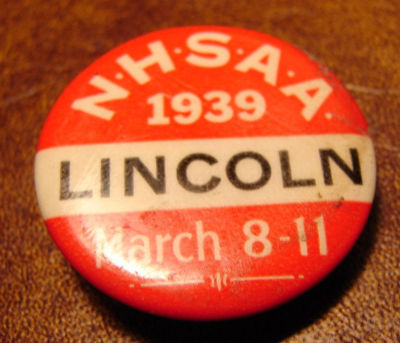 N·H·S·A·A.
1939
LINCOLN
March 8-11